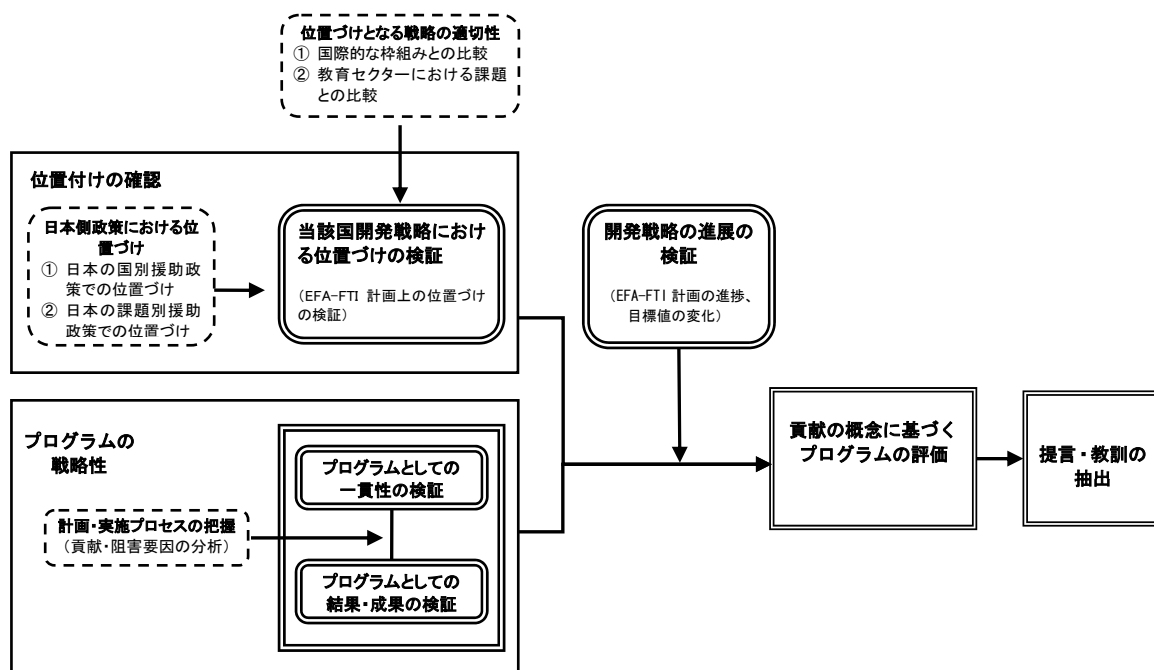 位置づけとなる戦略の適切性
① 国際的な枠組みとの比較
② 教育セクターにおける課題
との比較
位置付けの確認
日本側政策における位
置づけ
① 日本の国別援助政
策での位置づけ
② 日本の課題別援助
政策での位置づけ
当該国開発戦略におけ
る位置づけの検証
（EFA-FTI 計画上の位置づけ
の検証）
開発戦略の進展の
検証
（EFA-FTI 計画の進捗、
目標値の変化）
プログラムの
戦略性
計画・実施プロセスの把握
（貢献・阻害要因の分析）
プログラムとしての
一貫性の検証
プログラムとしての
結果・成果の検証
貢献の概念に基づく
プログラムの評価
提言・教訓の
抽出